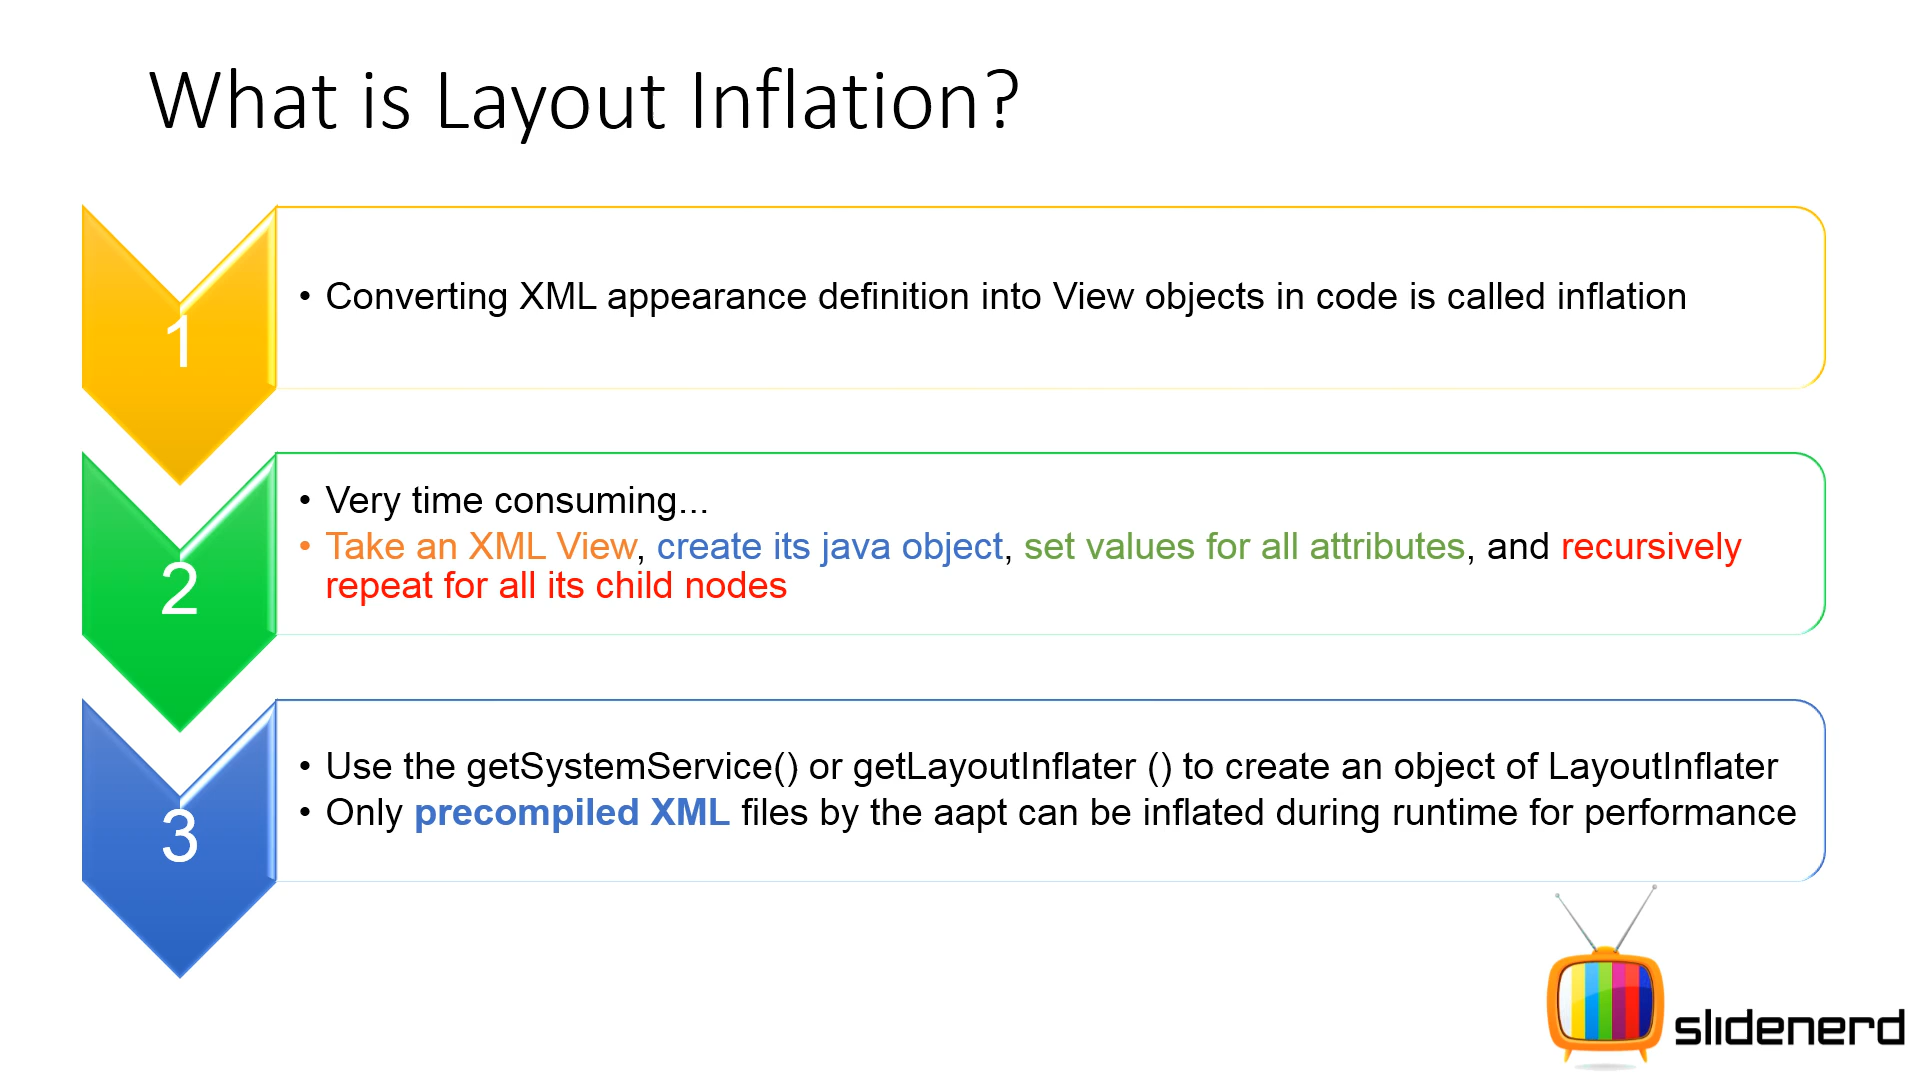 What is Layout Inflation?
1
• Converting XML appearance definition into View objects in code is called inflation
2
• Very time consuming...
• Take an XML View, create its java object, set values for all attributes, and recursively
repeat for all its child nodes
3
• Use the getSystemService() or getLayoutInflater () to create an object of LayoutInflater
• Only precompiled XML files by the aapt can be inflated during runtime for performance
slidenerd